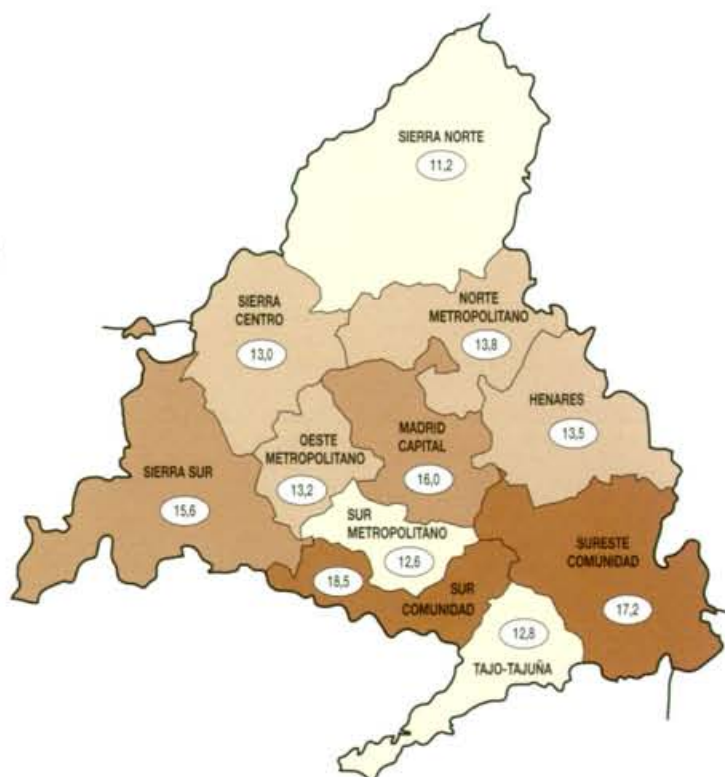 SIERRA NORTE
11,2
SIERRA
CENTRO
13,0
NORTE
METROPOLITANO
13,8
HENARES
13,5
MADRID
CAPITAL
16,0
OESTE
METROPOLITANO
13,2
SIERRA SUR
15,6
SUR
METROPOLITANO
12,6
SURESTE
COMUNIDAD
17,2
18,5
SUR
COMUNIDAD
12,8
TAJO-TAJUÑA